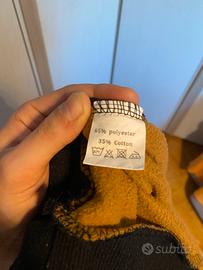 65% polyester
35% Cotton
subito